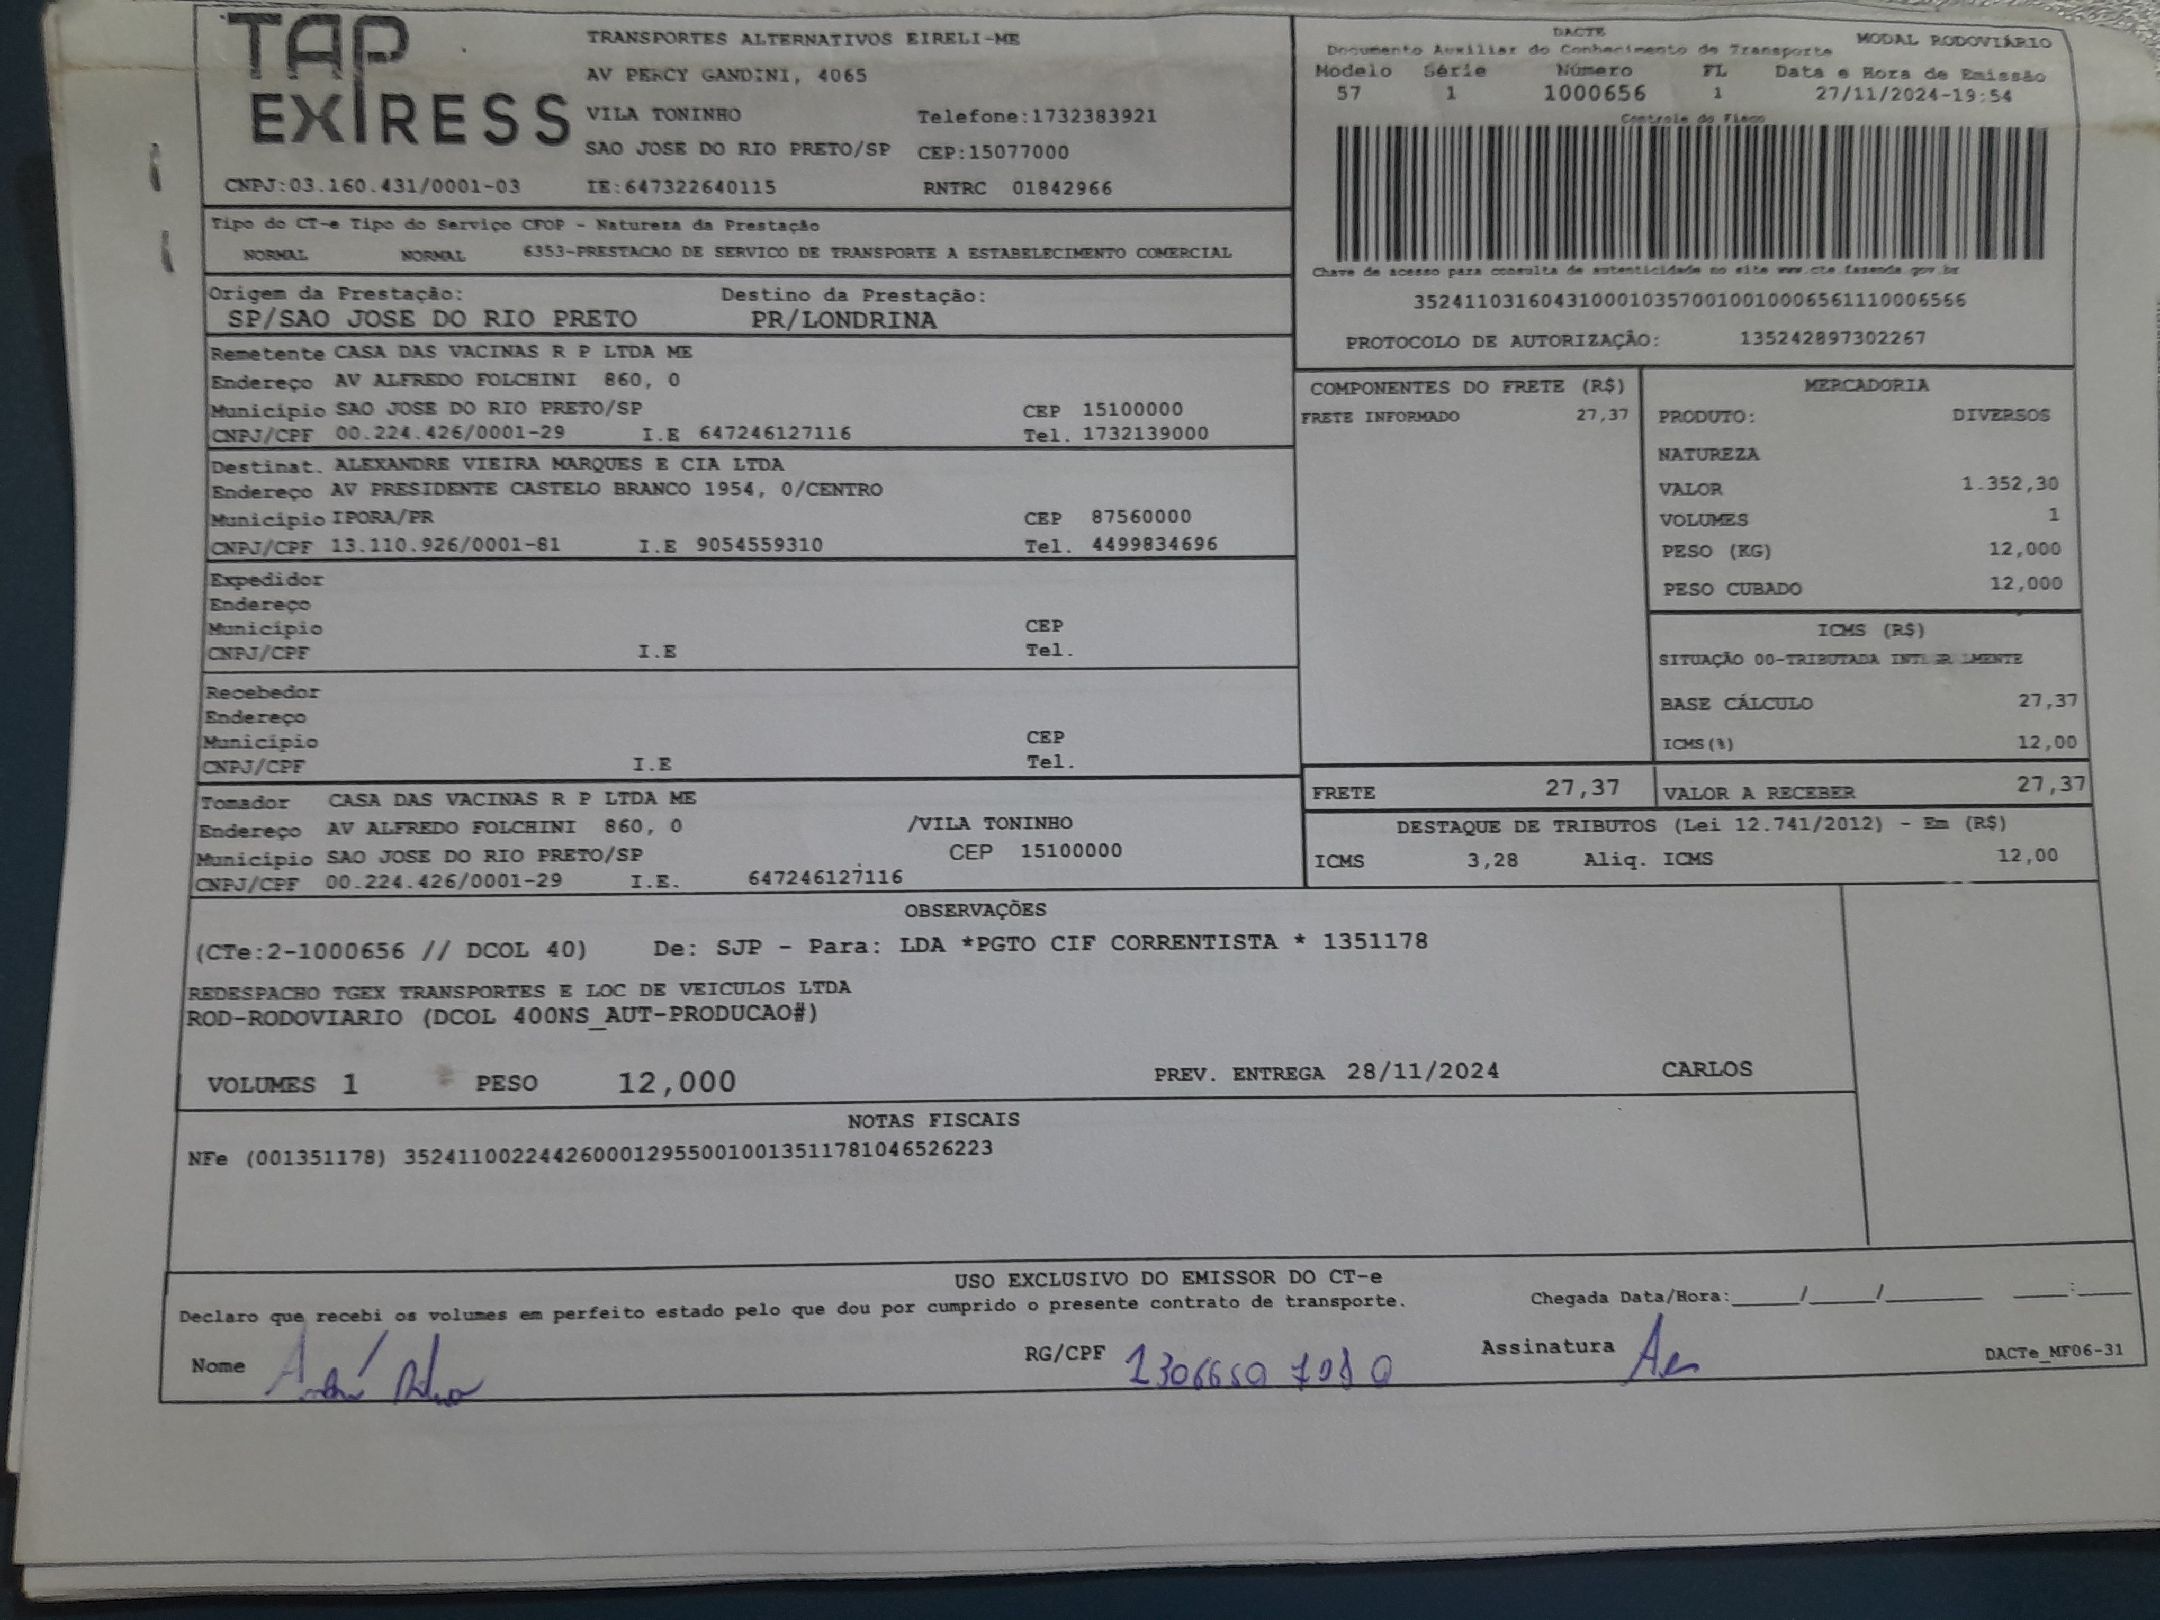 TAP EXPRESS
TRANSPORTES ALTERNATIVOS EIRELI-ME
AV PERCY GANDINI, 4065
VILA TONINHO Telefone:1732383921
SAO JOSE DO RIO PRETO/SP CEP:15077000
CNPJ:03.160.431/0001-03 IE:647322640115 RNTRC 01842966
DACTE
Documento Auxiliar do Conhecimento de Transporte MODAL RODOVIÁRIO
Modelo Série Número FL Data e Hora de Emissão
57 1 1000656 1 27/11/2024-19:54
Controle do Fisco
Chave de acesso para consulta de autenticidade no site www.cte.fazenda.gov.br
35241103160431000103570010010006561110006566
PROTOCOLO DE AUTORIZAÇÃO: 135242897302267
Tipo do CT-e Tipo do Serviço CFOP - Natureza da Prestação
NORMAL NORMAL 6353-PRESTACAO DE SERVICO DE TRANSPORTE A ESTABELECIMENTO COMERCIAL
Origem da Prestação: Destino da Prestação:
SP/SAO JOSE DO RIO PRETO PR/LONDRINA
Remetente CASA DAS VACINAS R P LTDA ME
Endereço AV ALFREDO FOLCHINI 860, 0
Município SAO JOSE DO RIO PRETO/SP CEP 15100000
CNPJ/CPF 00.224.426/0001-29 I.E 647246127116 Tel. 1732139000
Destinat. ALEXANDRE VIEIRA MARQUES E CIA LTDA
Endereço AV PRESIDENTE CASTELO BRANCO 1954, 0/CENTRO
Município IPORA/PR CEP 87560000
CNPJ/CPF 13.110.926/0001-81 I.E 9054559310 Tel. 4499834696
Expedidor
Endereço
Município CEP
CNPJ/CPF I.E Tel.
Recebedor
Endereço
Município CEP
CNPJ/CPF I.E Tel.
Tomador CASA DAS VACINAS R P LTDA ME
Endereço AV ALFREDO FOLCHINI 860, 0 /VILA TONINHO
Município SAO JOSE DO RIO PRETO/SP CEP 15100000
CNPJ/CPF 00.224.426/0001-29 I.E. 647246127116
COMPONENTES DO FRETE (R$)
FRETE INFORMADO 27,37
MERCADORIA
PRODUTO: DIVERSOS
NATUREZA
VALOR 1.352,30
VOLUMES 1
PESO (KG) 12,000
PESO CUBADO 12,000
ICMS (R$)
SITUAÇÃO 00-TRIBUTADA INTEGRALMENTE
BASE CÁLCULO 27,37
ICMS(%) 12,00
FRETE 27,37 VALOR A RECEBER 27,37
DESTAQUE DE TRIBUTOS (Lei 12.741/2012) - Em (R$)
ICMS 3,28 Aliq. ICMS 12,00
OBSERVAÇÕES
(CTe:2-1000656 // DCOL 40) De: SJP - Para: LDA *PGTO CIF CORRENTISTA * 1351178
REDESPACHO TGEX TRANSPORTES E LOC DE VEICULOS LTDA
ROD-RODOVIARIO (DCOL 400NS_AUT-PRODUCAO#)
VOLUMES 1 PESO 12,000 PREV. ENTREGA 28/11/2024 CARLOS
NOTAS FISCAIS
NFe (001351178) 35241100224426000129550010013511781046526223
USO EXCLUSIVO DO EMISSOR DO CT-e
Declaro que recebi os volumes em perfeito estado pelo que dou por cumprido o presente contrato de transporte. Chegada Data/Hora:_____/_____/________ ____:____
Nome RG/CPF Assinatura DACTe_MF06-31